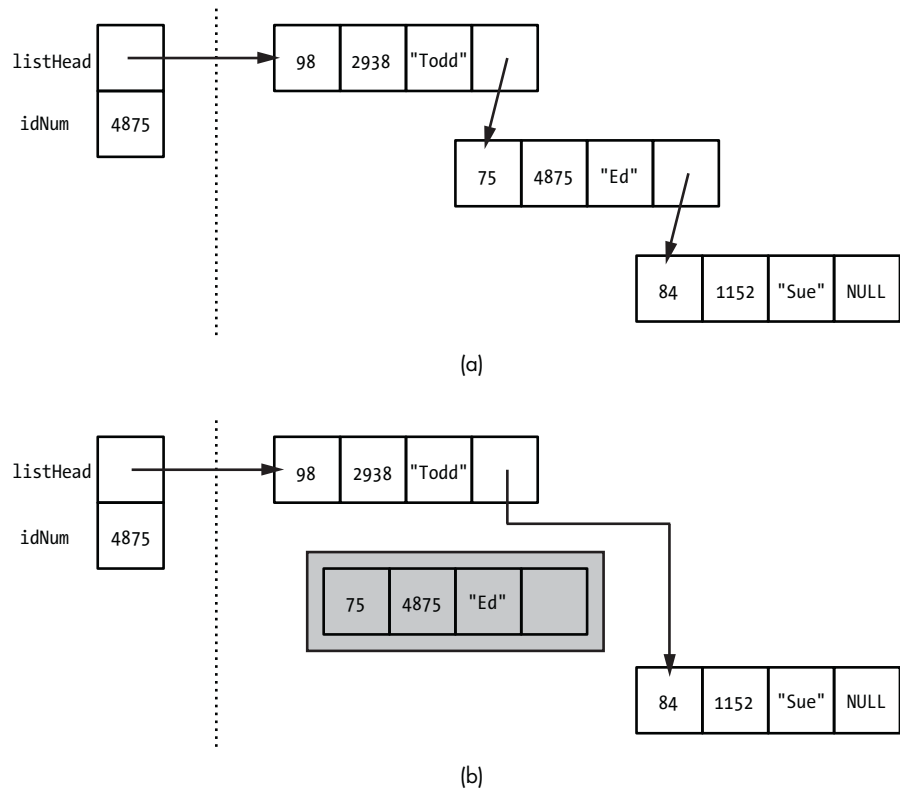 listHead
98 2938 "Todd"
idNum 4875
75 4875 "Ed"
84 1152 "Sue" NULL
(a)
listHead
98 2938 "Todd"
idNum 4875
75 4875 "Ed"
84 1152 "Sue" NULL
(b)